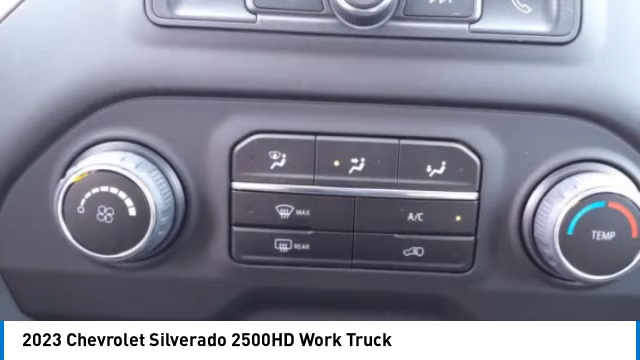 MAX
A/C
REAR
TEMP
2023 Chevrolet Silverado 2500HD Work Truck